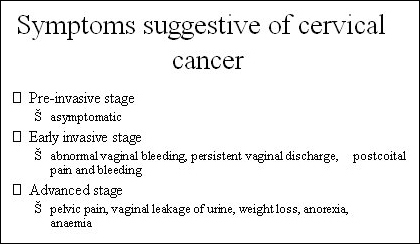 Symptoms suggestive of cervical
cancer
□ Pre-invasive stage
Š asymptomatic
□ Early invasive stage
Š abnormal vaginal bleeding, persistent vaginal discharge, postcoital
pain and bleeding
□ Advanced stage
Š pelvic pain, vaginal leakage of urine, weight loss, anorexia,
anaemia